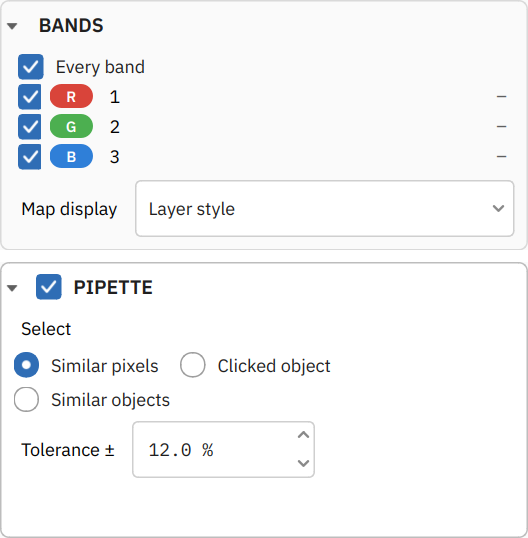 BANDS
Every band
R 1 –
G 2 –
B 3 –
Map display Layer style
PIPETTE
Select
Similar pixels Clicked object
Similar objects
Tolerance ± 12.0 %